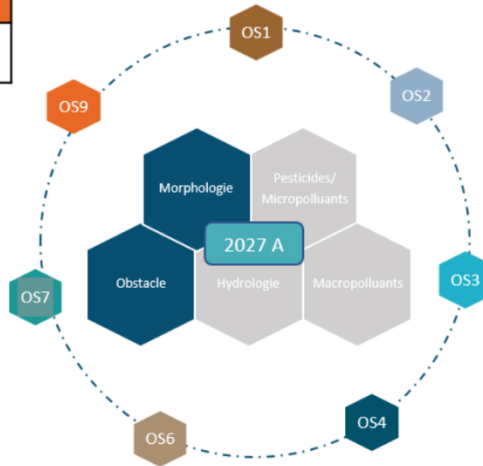 OS1
OS9
OS2
Morphologie
Pesticides/
Micropolluants
2027 A
Obstacle
Hydrologie
Macropolluants
OS7
OS3
OS4
OS6